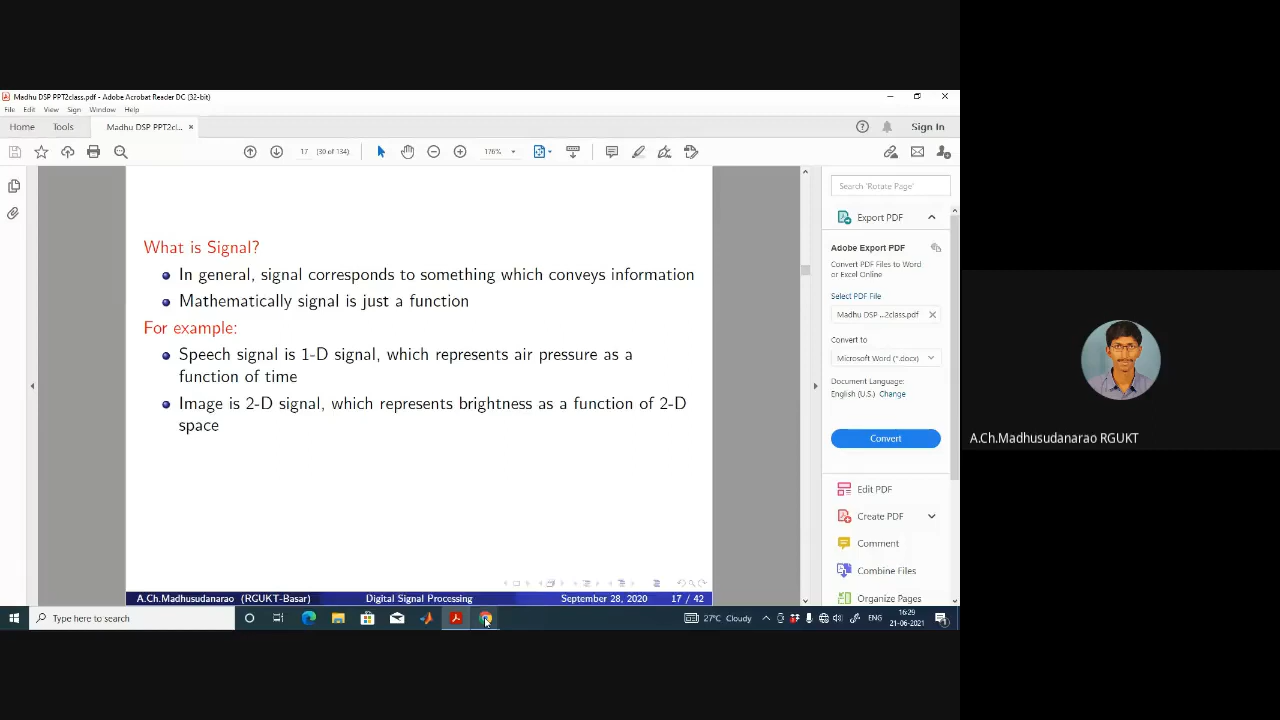 Madhu DSP PPT2class.pdf - Adobe Acrobat Reader DC (32-bit)
File Edit View Sign Window Help
Home Tools Madhu DSP PPT2cl... × Sign In
17 (30 of 134) 176%
Search 'Rotate Page'
Export PDF
Adobe Export PDF
Convert PDF Files to Word
or Excel Online
Select PDF File
Madhu DSP ...2class.pdf
Convert to
Microsoft Word (*.docx)
Document Language:
English (U.S.) Change
Convert
Edit PDF
Create PDF
Comment
Combine Files
Organize Pages
What is Signal?
In general, signal corresponds to something which conveys information
Mathematically signal is just a function
For example:
Speech signal is 1-D signal, which represents air pressure as a
function of time
Image is 2-D signal, which represents brightness as a function of 2-D
space
A.Ch.Madhusudanarao (RGUKT-Basar) Digital Signal Processing September 28, 2020 17 / 42
Type here to search 27°C Cloudy ENG 16:29
21-06-2021
A.Ch.Madhusudanarao RGUKT